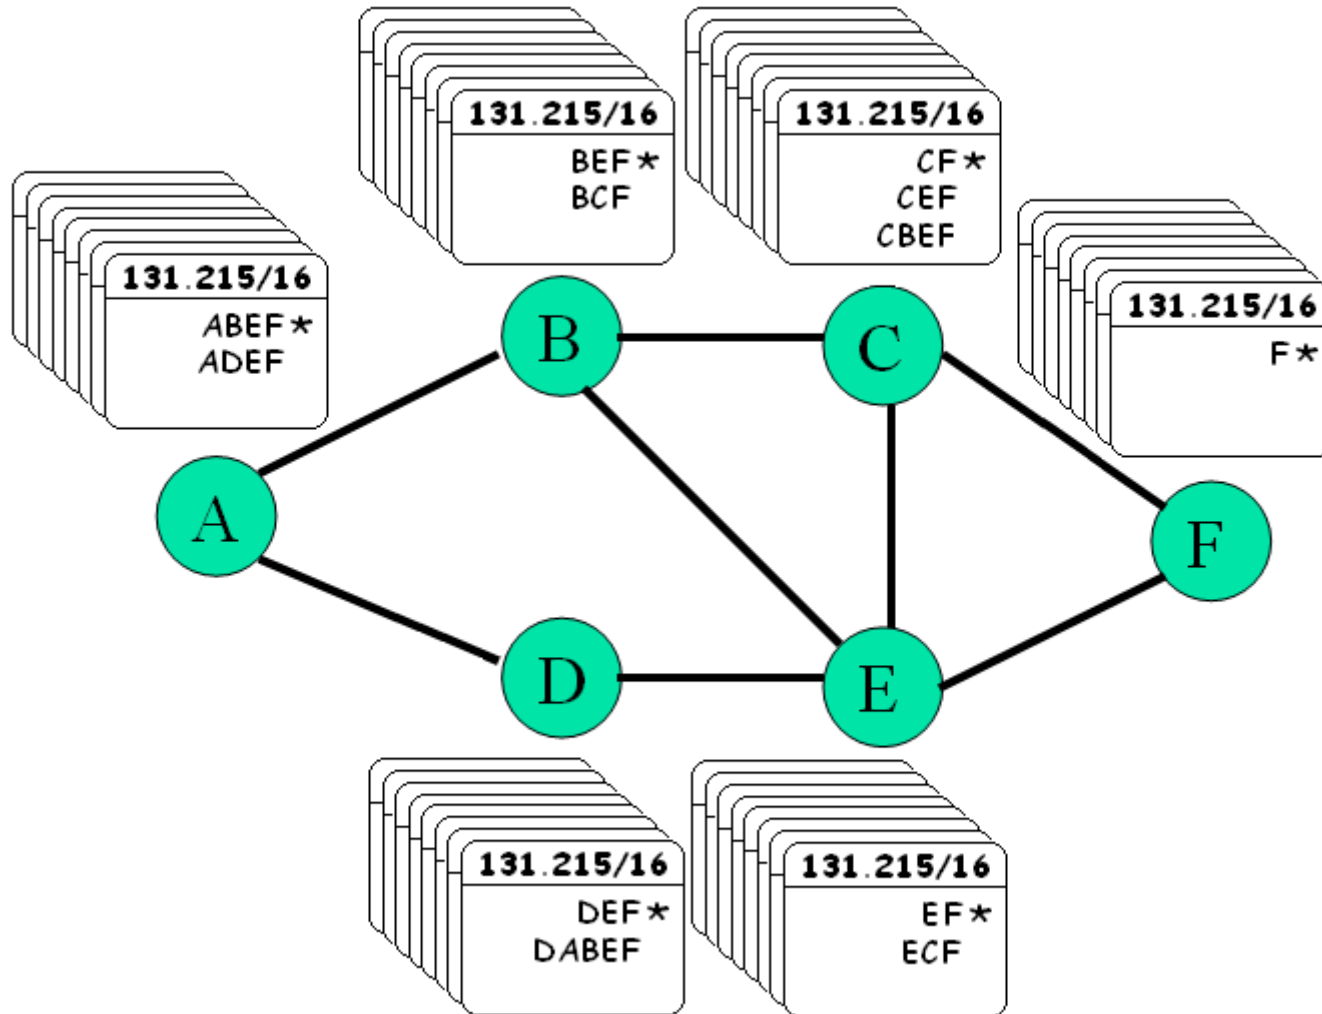 131.215/16
BEF*
BCF
131.215/16
CF*
CEF
CBEF
131.215/16
ABEF*
ADEF
131.215/16
F*
B
C
A
F
D
E
131.215/16
DEF*
DABEF
131.215/16
EF*
ECF